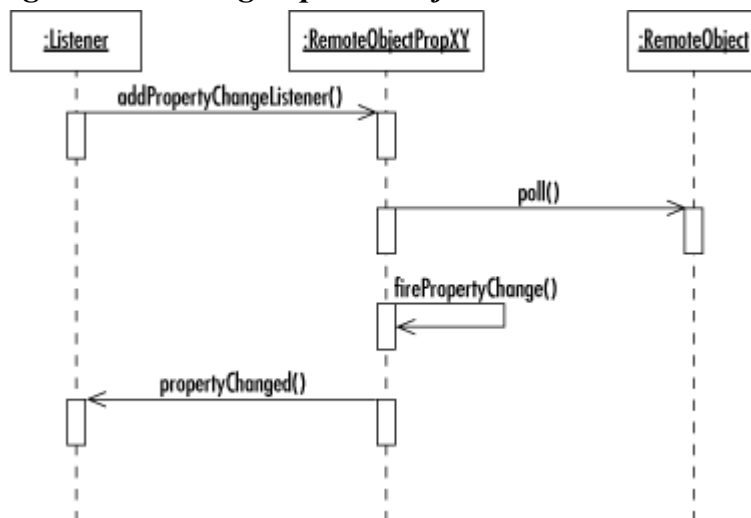 :Listener :RemoteObjectPropXY :RemoteObject
addPropertyChangeListener()
poll()
firePropertyChange()
propertyChanged()